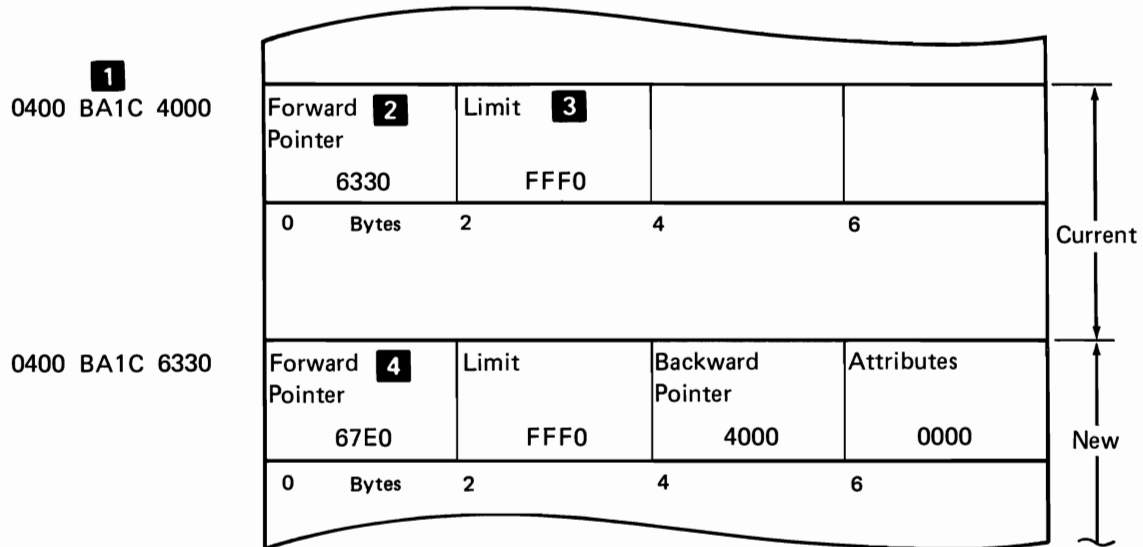 1
0400 BA1C 4000
Forward 2 Limit 3
Pointer
6330 FFF0
0 Bytes 2 4 6
Current
0400 BA1C 6330
Forward 4 Limit Backward Attributes
Pointer Pointer
67E0 FFF0 4000 0000
New
0 Bytes 2 4 6